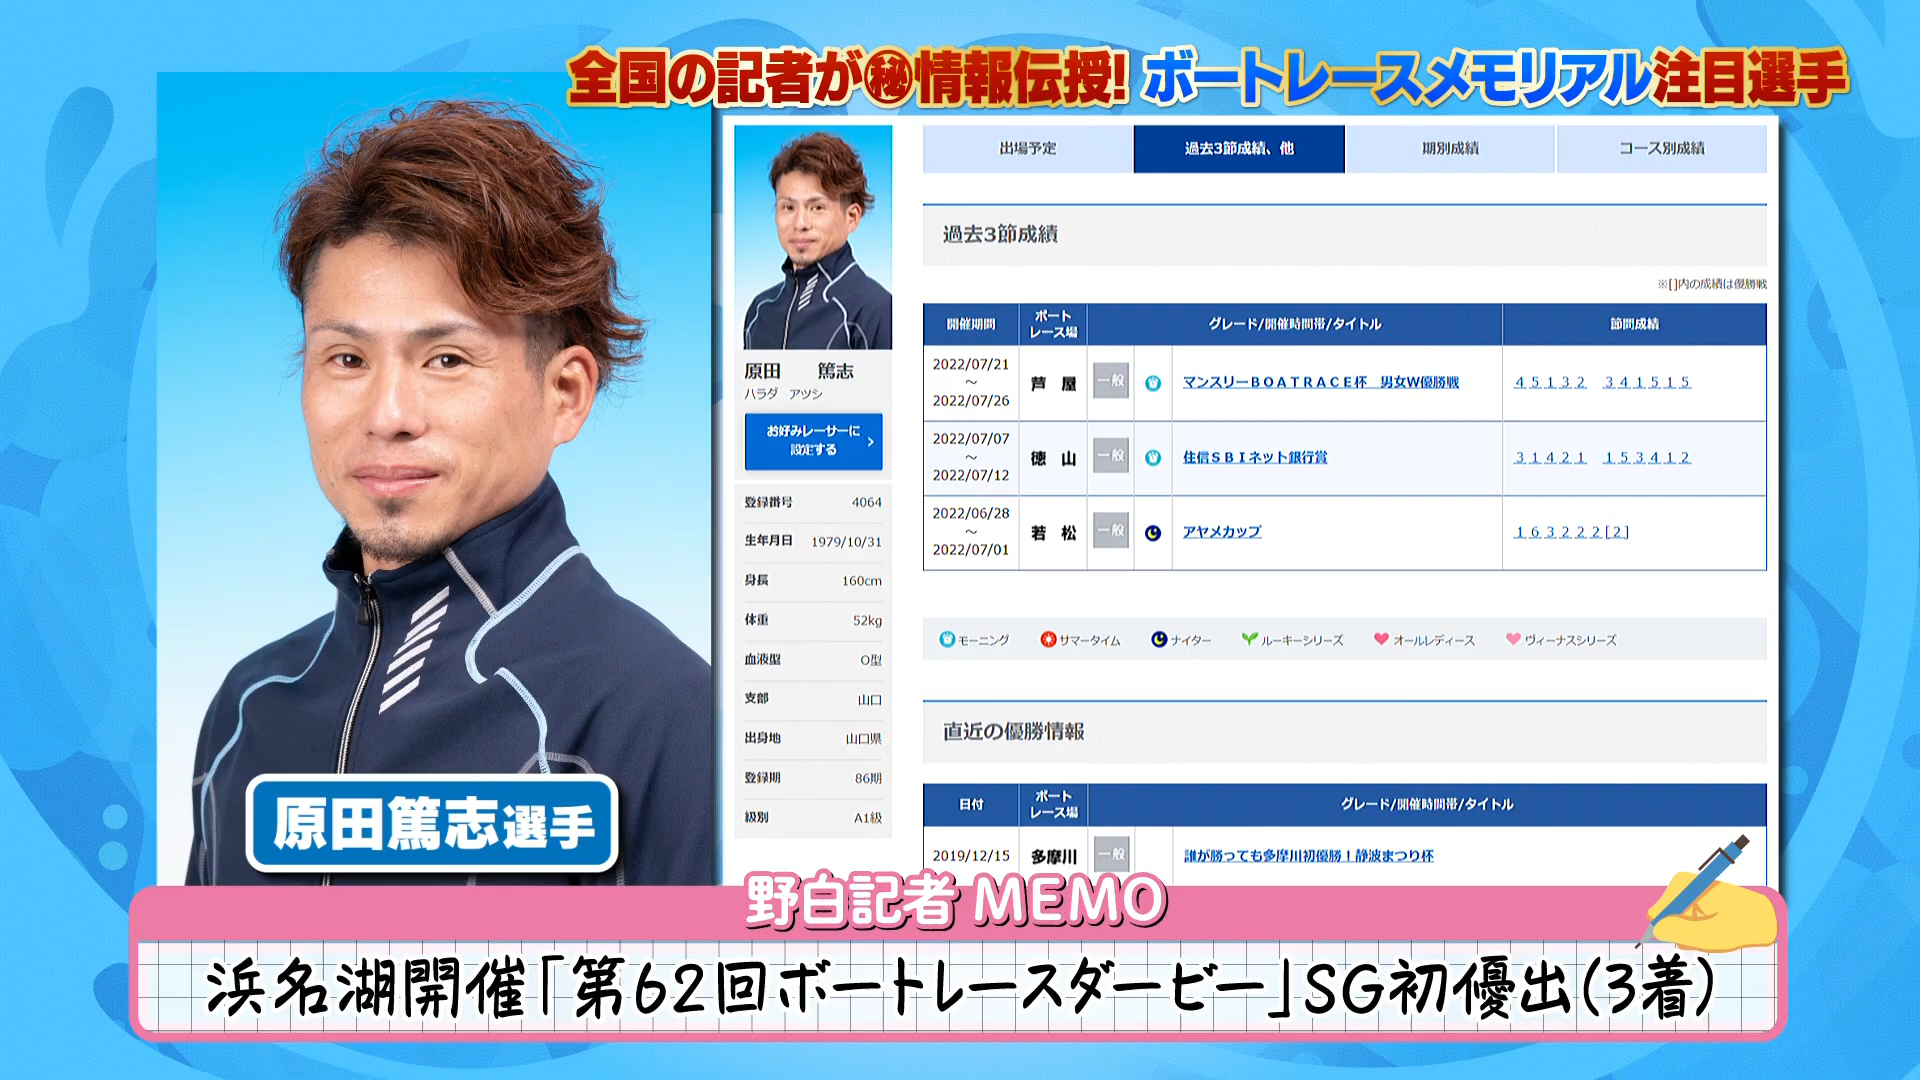 全国の記者が㊙情報伝授! ボートレースメモリアル注目選手
原田篤志選手
原田 篤志
ハラダ アツシ
お好みレーサーに
設定する
登録番号 4064
生年月日 1979/10/31
身長 160cm
体重 52kg
血液型 O型
支部 山口
出身地 山口県
登録期 86期
級別 A1級
出場予定 過去3節成績、他 期別成績 コース別成績
過去3節成績
※[]内の成績は優勝戦
開催期間 ボートレース場 グレード/開催時間帯/タイトル 節間成績
2022/07/21～2022/07/26 芦 屋 一般 マンスリーＢＯＡＴＲＡＣＥ杯 男女Ｗ優勝戦 4 5 1 3 2 3 4 1 5 1 5
2022/07/07～2022/07/12 徳 山 一般 住信ＳＢＩネット銀行賞 3 1 4 2 1 1 5 3 4 1 2
2022/06/28～2022/07/01 若 松 一般 アヤメカップ 1 6 3 2 2 2 [2]
モーニング サマータイム ナイター ルーキーシリーズ オールレディース ヴィーナスシリーズ
直近の優勝情報
日付 ボートレース場 グレード/開催時間帯/タイトル
2019/12/15 多摩川 一般 誰が勝っても多摩川初優勝！静波まつり杯
野白記者 MEMO
浜名湖開催「第62回ボートレースダービー」SG初優出(3着)